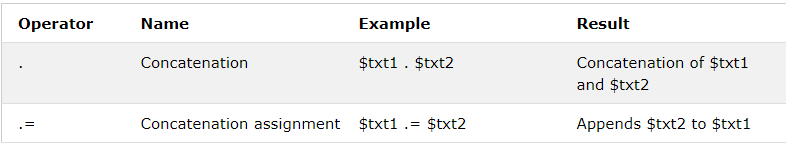 Operator Name Example Result
. Concatenation $txt1 . $txt2 Concatenation of $txt1
and $txt2
.= Concatenation assignment $txt1 .= $txt2 Appends $txt2 to $txt1